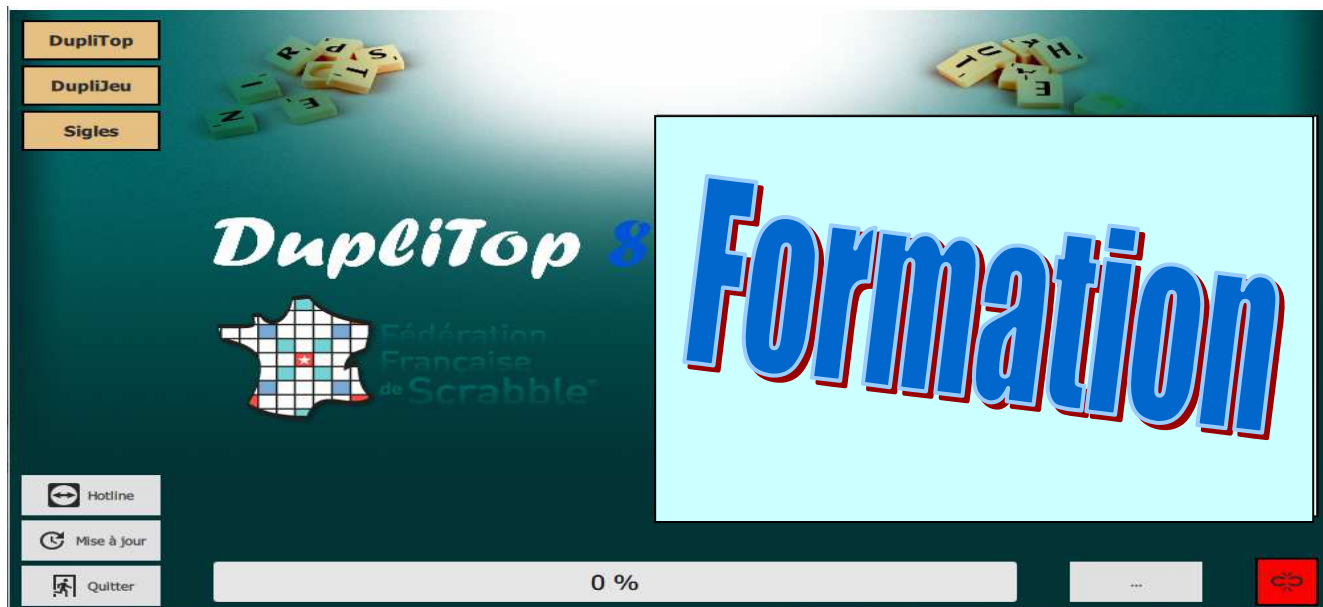 DupliTop
DupliJeu
Sigles
DupliTop 8
Formation
Fédération
Française
de Scrabble
Hotline
Mise à jour
Quitter
0 %
...